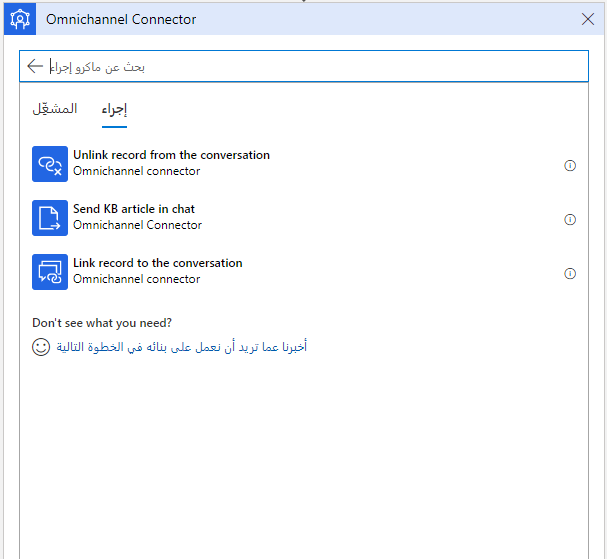 Omnichannel Connector
بحث عن ماكرو إجراء
المشغّل إجراء
Unlink record from the conversation
Omnichannel connector
Send KB article in chat
Omnichannel Connector
Link record to the conversation
Omnichannel connector
Don't see what you need?
أخبرنا عما تريد أن نعمل على بنائه في الخطوة التالية